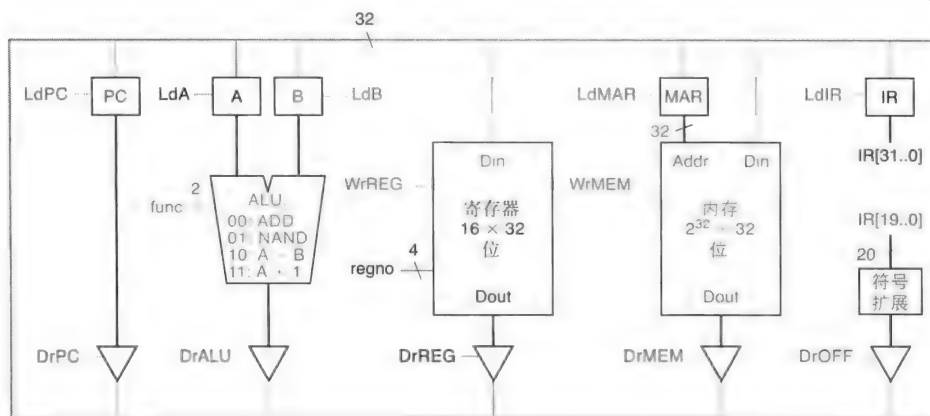 32
LdPC
PC
LdA
A
B
LdB
LdMAR
MAR
LdIR
IR
32
IR[31..0]
Din
Addr
Din
WrREG
WrMEM
2
func
ALU
00: ADD
01: NAND
10: A - B
11: A + 1
寄存器
16 × 32
位
内存
2³² · 32
位
IR[19..0]
4
regno
20
符号
扩展
Dout
Dout
DrPC
DrALU
DrREG
DrMEM
DrOFF